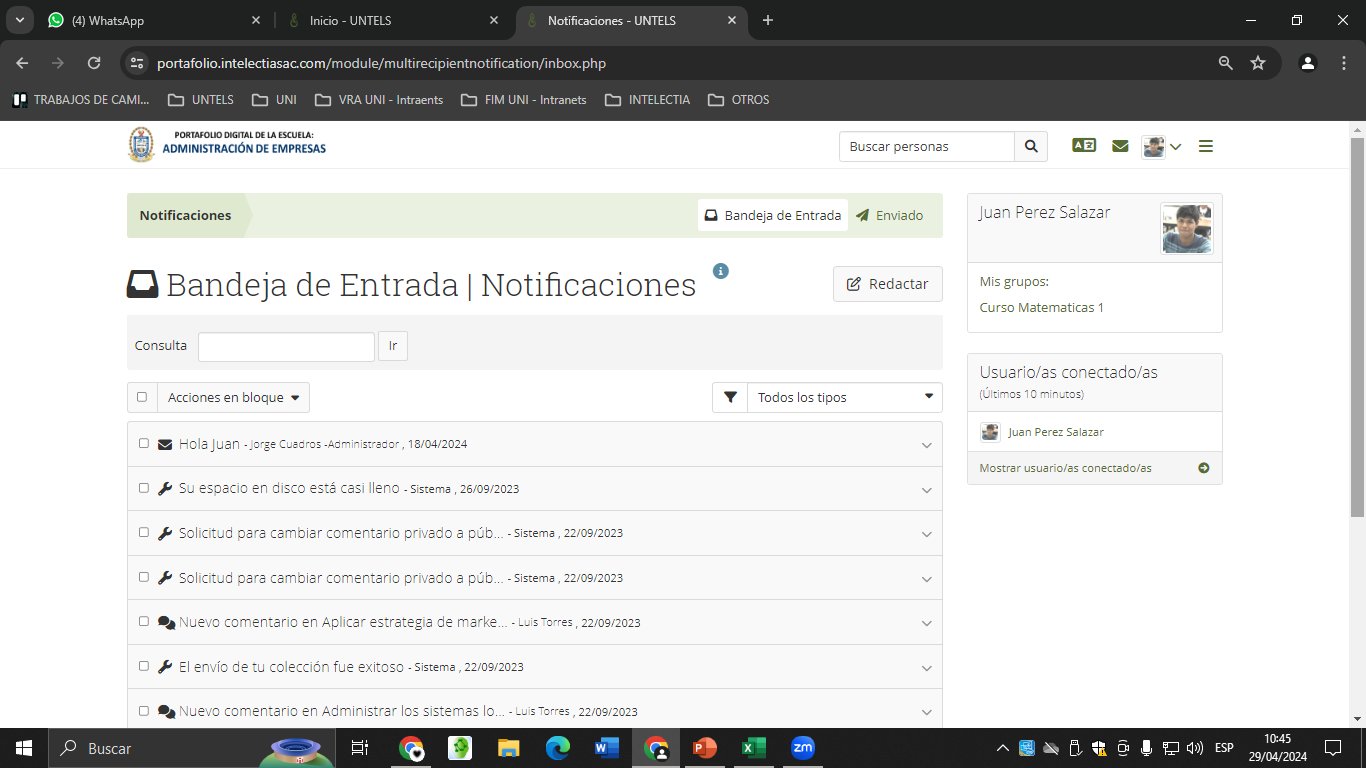 (4) WhatsApp
Inicio - UNTELS
Notificaciones - UNTELS
portafolio.intelectiasac.com/module/multirecipientnotification/inbox.php
TRABAJOS DE CAMI...
UNTELS
UNI
VRA UNI - Intraents
FIM UNI - Intranets
INTELECTIA
OTROS
PORTAFOLIO DIGITAL DE LA ESCUELA:
ADMINISTRACIÓN DE EMPRESAS
Buscar personas
Notificaciones
Bandeja de Entrada
Enviado
Bandeja de Entrada | Notificaciones
Redactar
Consulta
Ir
Acciones en bloque
Todos los tipos
Hola Juan - Jorge Cuadros -Administrador , 18/04/2024
Su espacio en disco está casi lleno - Sistema , 26/09/2023
Solicitud para cambiar comentario privado a púb... - Sistema , 22/09/2023
Solicitud para cambiar comentario privado a púb... - Sistema , 22/09/2023
Nuevo comentario en Aplicar estrategia de marke... - Luis Torres , 22/09/2023
El envío de tu colección fue exitoso - Sistema , 22/09/2023
Nuevo comentario en Administrar los sistemas lo... - Luis Torres , 22/09/2023
Juan Perez Salazar
Mis grupos:
Curso Matematicas 1
Usuario/as conectado/as
(Últimos 10 minutos)
Juan Perez Salazar
Mostrar usuario/as conectado/as
Buscar
zm
ESP
10:45
29/04/2024